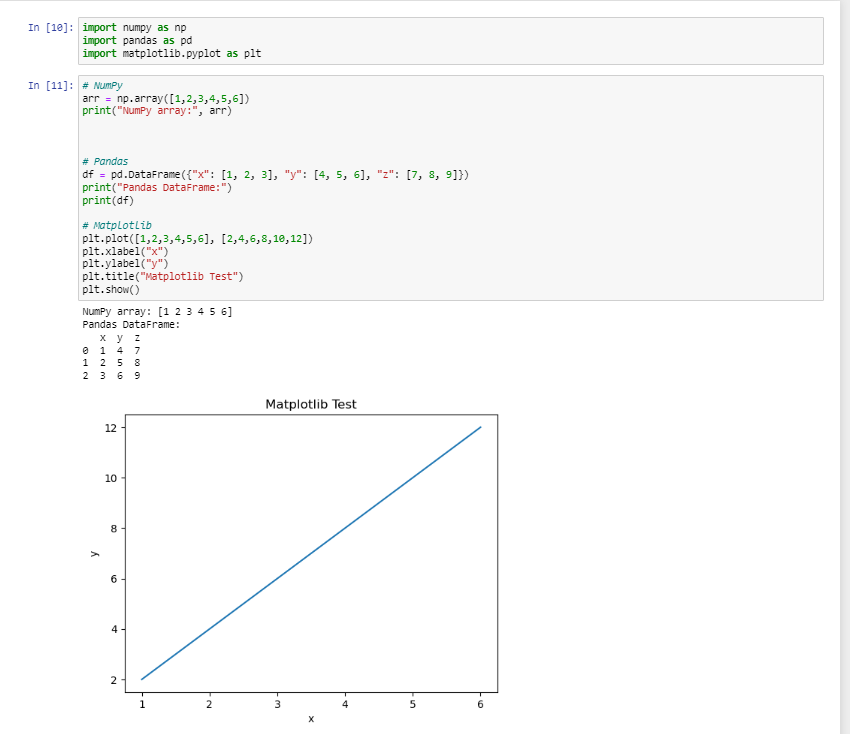 In [10]: import numpy as np
import pandas as pd
import matplotlib.pyplot as plt
In [11]: # NumPy
arr = np.array([1,2,3,4,5,6])
print("NumPy array:", arr)
# Pandas
df = pd.DataFrame({"x": [1, 2, 3], "y": [4, 5, 6], "z": [7, 8, 9]})
print("Pandas DataFrame:")
print(df)
# Matplotlib
plt.plot([1,2,3,4,5,6], [2,4,6,8,10,12])
plt.xlabel("x")
plt.ylabel("y")
plt.title("Matplotlib Test")
plt.show()
NumPy array: [1 2 3 4 5 6]
Pandas DataFrame:
x y z
0 1 4 7
1 2 5 8
2 3 6 9
Matplotlib Test
12
10
8
y
6
4
2
1 2 3 4 5 6
x